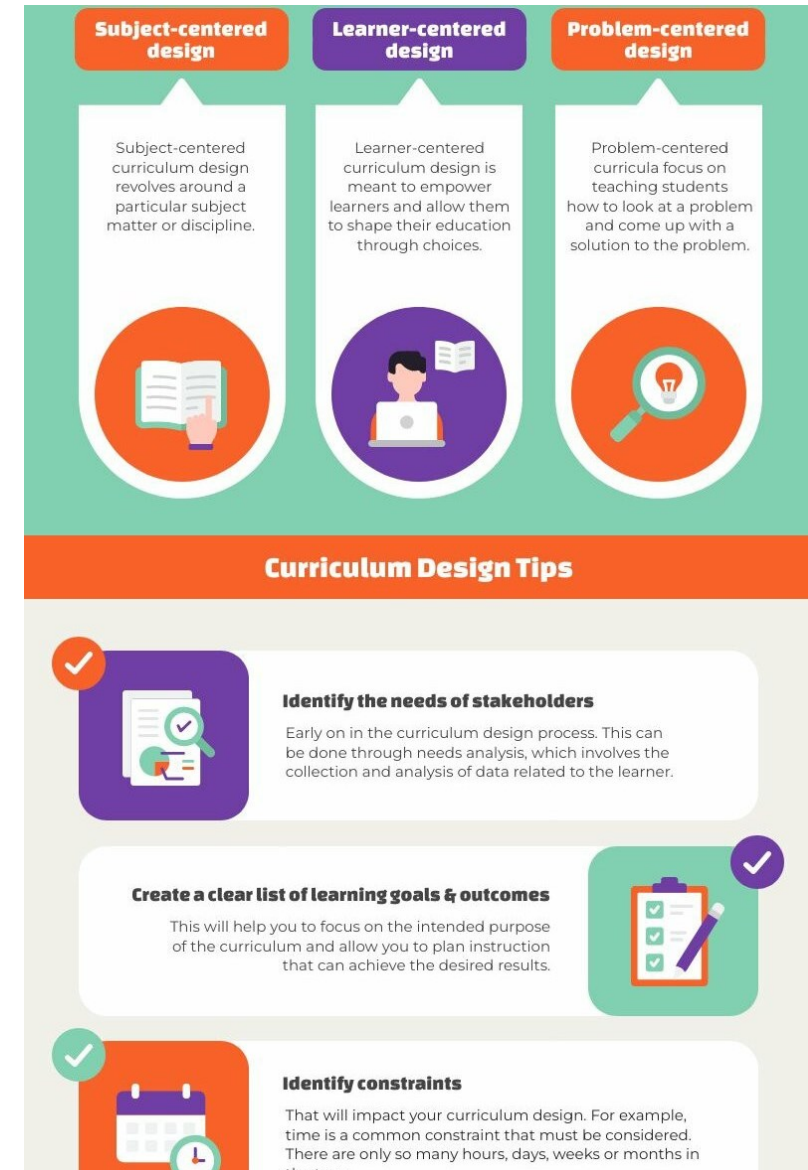 Subject-centered
design
Learner-centered
design
Problem-centered
design
Subject-centered
curriculum design
revolves around a
particular subject
matter or discipline.
Learner-centered
curriculum design is
meant to empower
learners and allow them
to shape their education
through choices.
Problem-centered
curricula focus on
teaching students
how to look at a problem
and come up with a
solution to the problem.
Curriculum Design Tips
Identify the needs of stakeholders
Early on in the curriculum design process. This can
be done through needs analysis, which involves the
collection and analysis of data related to the learner.
Create a clear list of learning goals & outcomes
This will help you to focus on the intended purpose
of the curriculum and allow you to plan instruction
that can achieve the desired results.
Identify constraints
That will impact your curriculum design. For example,
time is a common constraint that must be considered.
There are only so many hours, days, weeks or months in